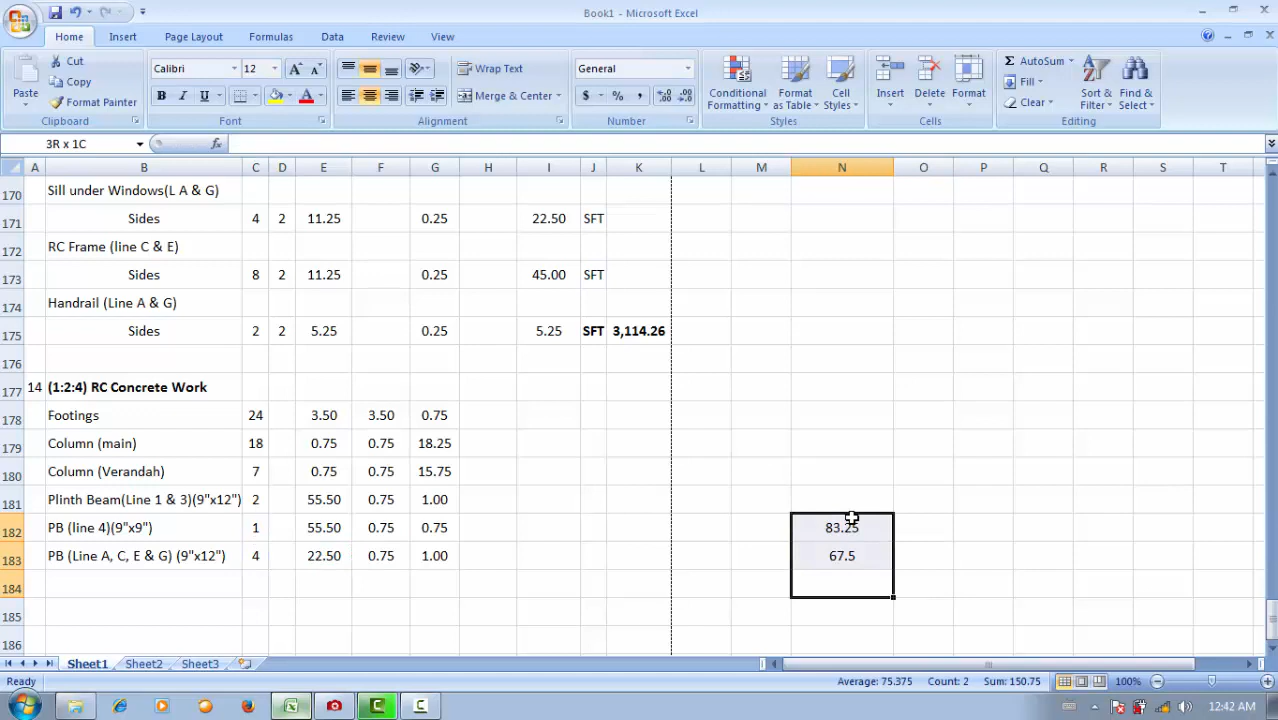 Book1 - Microsoft Excel
Home Insert Page Layout Formulas Data Review View
Cut
Copy
Format Painter
Paste
Clipboard
Calibri 12
B I U
Font
Wrap Text
Merge & Center
Alignment
General
$ % ,
Number
Conditional Formatting
Format as Table
Cell Styles
Styles
Insert Delete Format
Cells
AutoSum
Fill
Clear
Sort & Filter
Find & Select
Editing
3R x 1C
A B C D E F G H I J K L M N O P Q R S T
170 Sill under Windows(L A & G)
171 Sides 4 2 11.25 0.25 22.50 SFT
172 RC Frame (line C & E)
173 Sides 8 2 11.25 0.25 45.00 SFT
174 Handrail (Line A & G)
175 Sides 2 2 5.25 0.25 5.25 SFT 3,114.26
176
177 14 (1:2:4) RC Concrete Work
178 Footings 24 3.50 3.50 0.75
179 Column (main) 18 0.75 0.75 18.25
180 Column (Verandah) 7 0.75 0.75 15.75
181 Plinth Beam(Line 1 & 3)(9"x12") 2 55.50 0.75 1.00
182 PB (line 4)(9"x9") 1 55.50 0.75 0.75 83.25
183 PB (Line A, C, E & G) (9"x12") 4 22.50 0.75 1.00 67.5
184
185
186
Sheet1 Sheet2 Sheet3
Ready Average: 75.375 Count: 2 Sum: 150.75 100%
12:42 AM